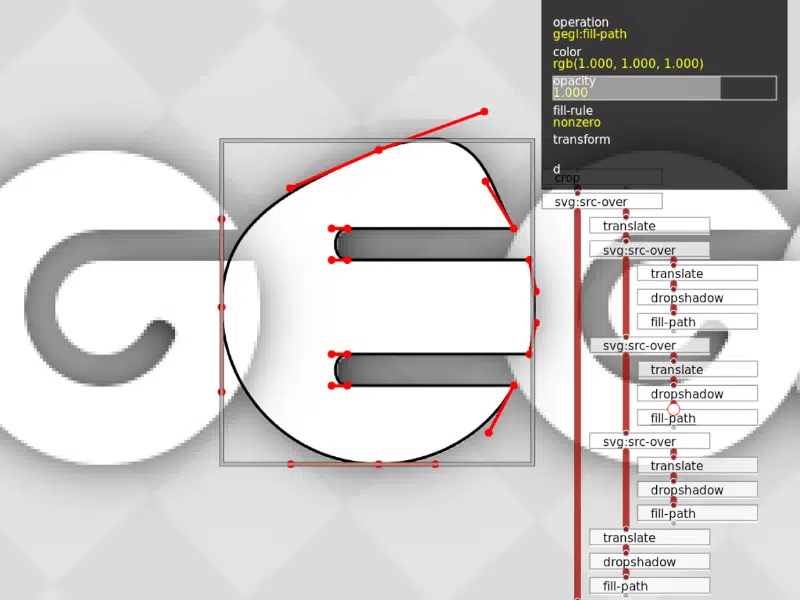 operation
gegl:fill-path
color
rgb(1.000, 1.000, 1.000)
opacity
1.000
fill-rule
nonzero
transform
d
crop
svg:src-over
translate
svg:src-over
translate
dropshadow
fill-path
svg:src-over
translate
dropshadow
fill-path
svg:src-over
translate
dropshadow
fill-path
translate
dropshadow
fill-path